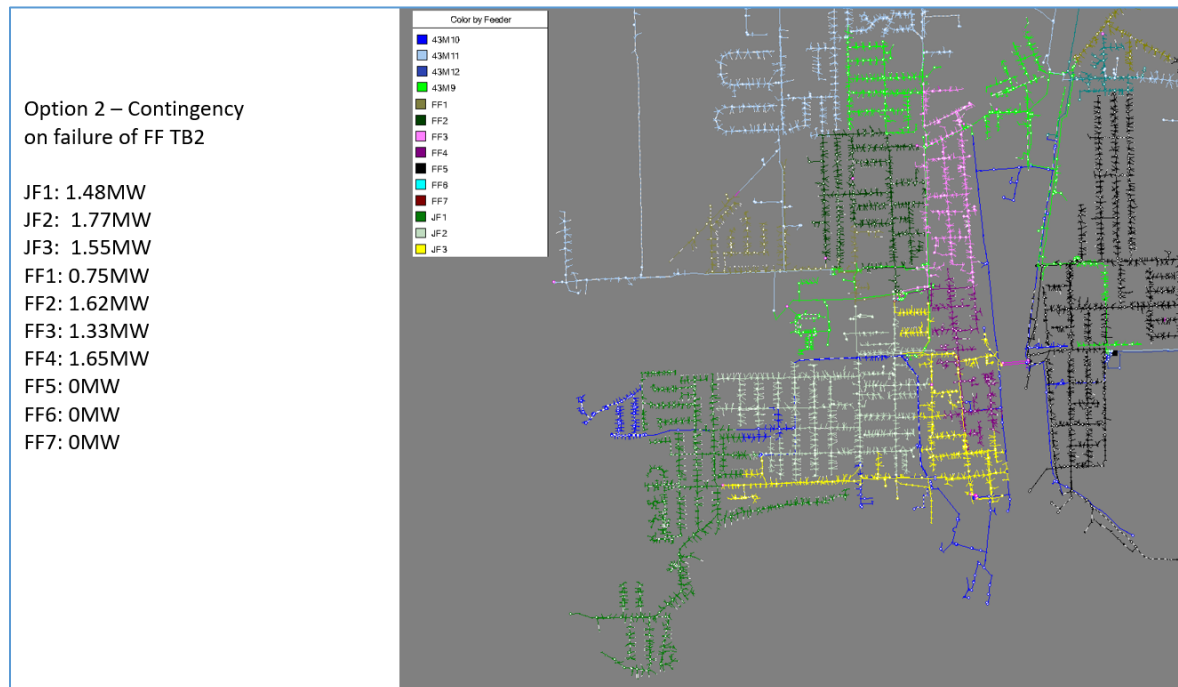 Option 2 – Contingency
on failure of FF TB2
JF1: 1.48MW
JF2: 1.77MW
JF3: 1.55MW
FF1: 0.75MW
FF2: 1.62MW
FF3: 1.33MW
FF4: 1.65MW
FF5: 0MW
FF6: 0MW
FF7: 0MW
Color by Feeder
43M10
43M11
43M12
43M9
FF1
FF2
FF3
FF4
FF5
FF6
FF7
JF1
JF2
JF3